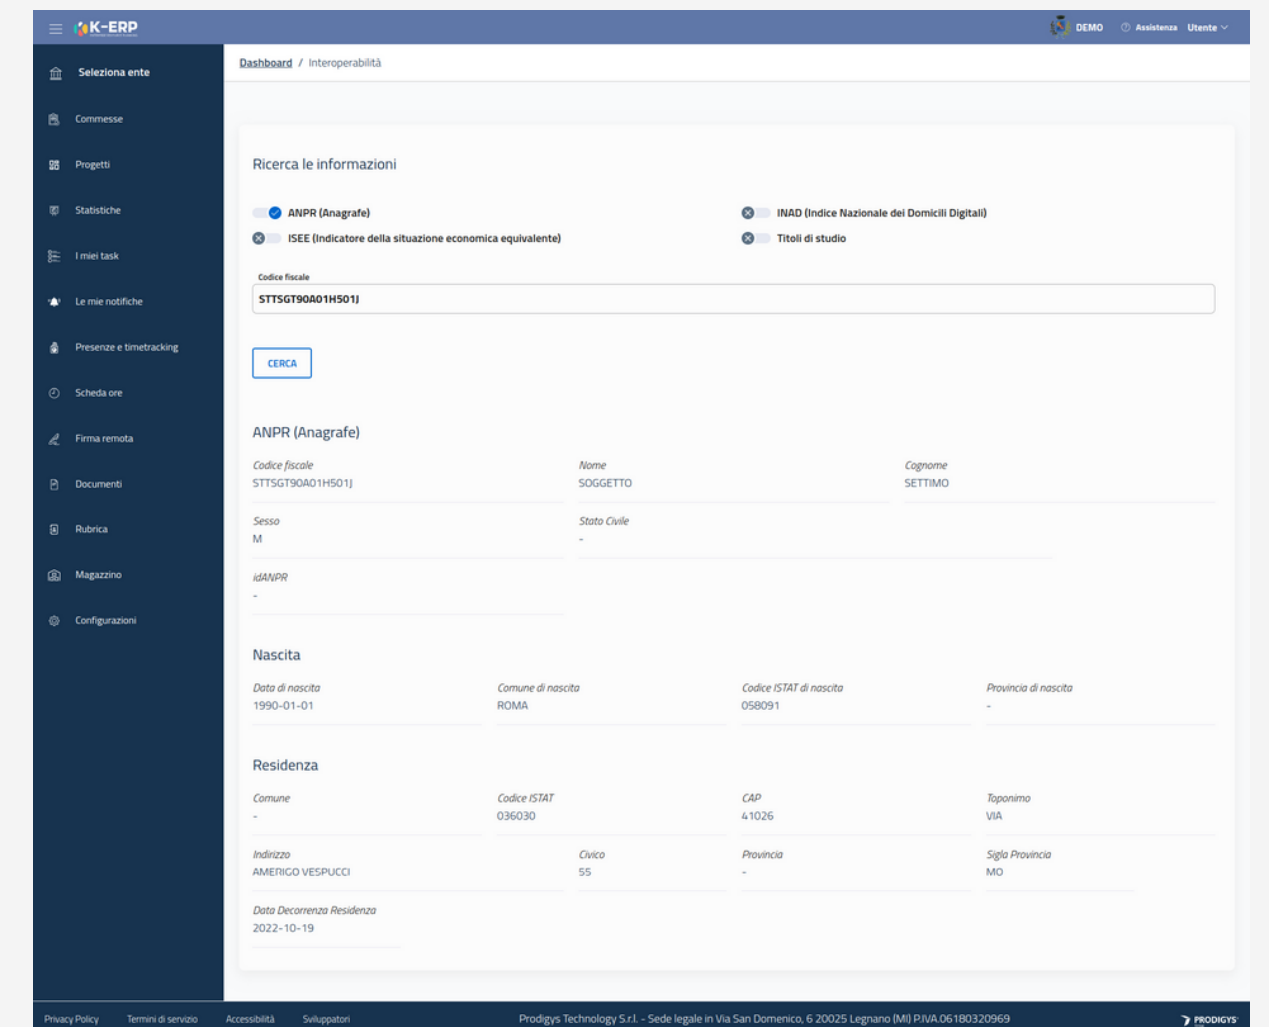 K-ERP
DEMO Assistenza Utente
Seleziona ente
Commesse
Progetti
Statistiche
I miei task
Le mie notifiche
Presenze e timetracking
Scheda ore
Firma remota
Documenti
Rubrica
Magazzino
Configurazioni
Dashboard / Interoperabilità
Ricerca le informazioni
ANPR (Anagrafe) INAD (Indice Nazionale dei Domicili Digitali)
ISEE (Indicatore della situazione economica equivalente) Titoli di studio
Codice fiscale
STTSGT90A01H501J
CERCA
ANPR (Anagrafe)
Codice fiscale Nome Cognome
STTSGT90A01H501J SOGGETTO SETTIMO
Sesso Stato Civile
M -
idANPR
-
Nascita
Data di nascita Comune di nascita Codice ISTAT di nascita Provincia di nascita
1990-01-01 ROMA 058091 -
Residenza
Comune Codice ISTAT CAP Toponimo
- 036030 41026 VIA
Indirizzo Civico Provincia Sigla Provincia
AMERIGO VESPUCCI 55 - MO
Data Decorrenza Residenza
2022-10-19
Privacy Policy Termini di servizio Accessibilità Sviluppatori Prodigys Technology S.r.l. - Sede legale in Via San Domenico, 6 20025 Legnano (MI) P.IVA.06180320969 PRODIGYS